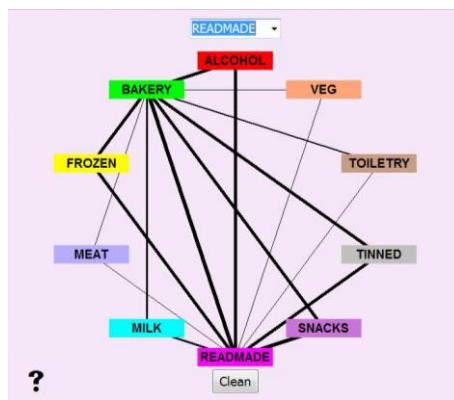 READMADE
ALCOHOL
BAKERY
VEG
FROZEN
TOILETRY
MEAT
TINNED
MILK
SNACKS
READMADE
?
Clean